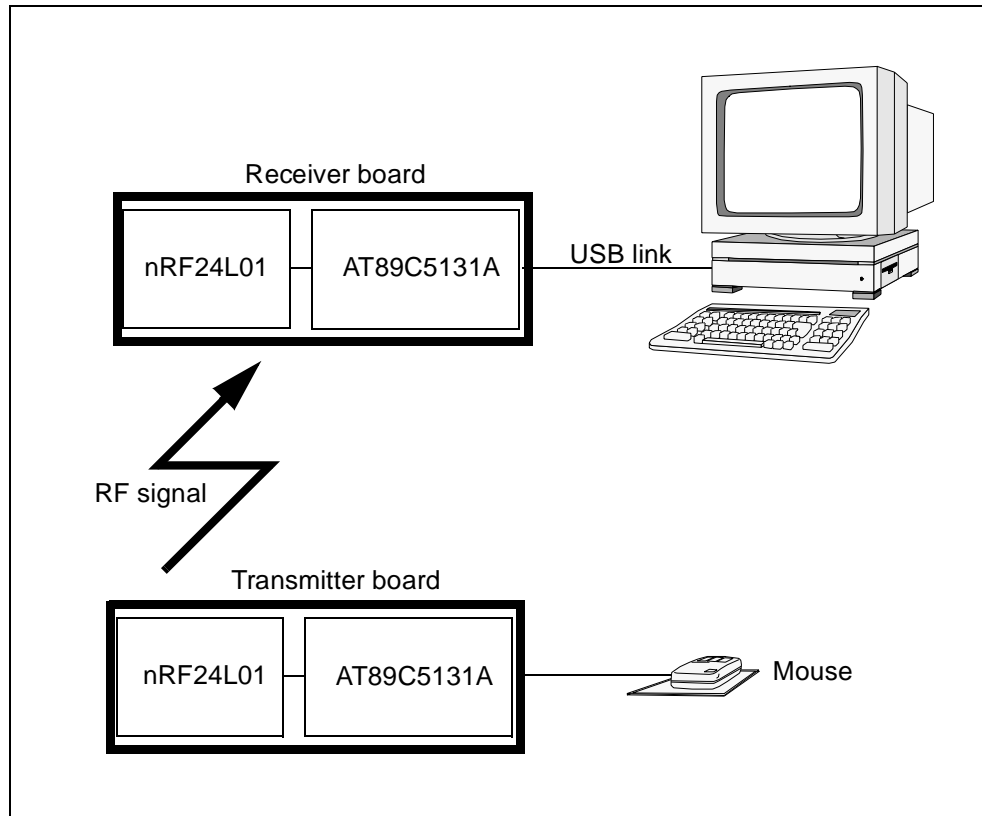 Receiver board
nRF24L01
AT89C5131A
USB link
RF signal
Transmitter board
nRF24L01
AT89C5131A
Mouse